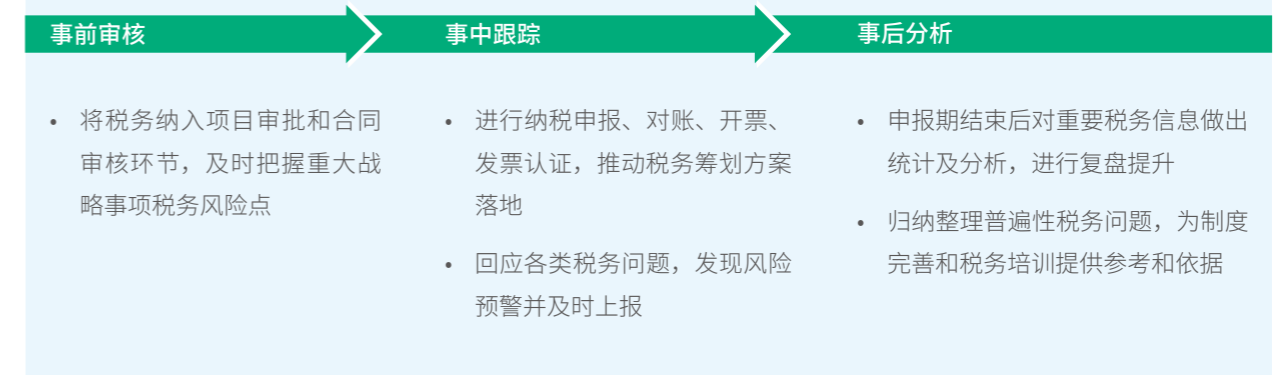 事前审核
• 将税务纳入项目审批和合同
审核环节，及时把握重大战
略事项税务风险点
事中跟踪
• 进行纳税申报、对账、开票、
发票认证，推动税务筹划方案
落地
• 回应各类税务问题，发现风险
预警并及时上报
事后分析
• 申报期结束后对重要税务信息做出
统计及分析，进行复盘提升
• 归纳整理普遍性税务问题，为制度
完善和税务培训提供参考和依据